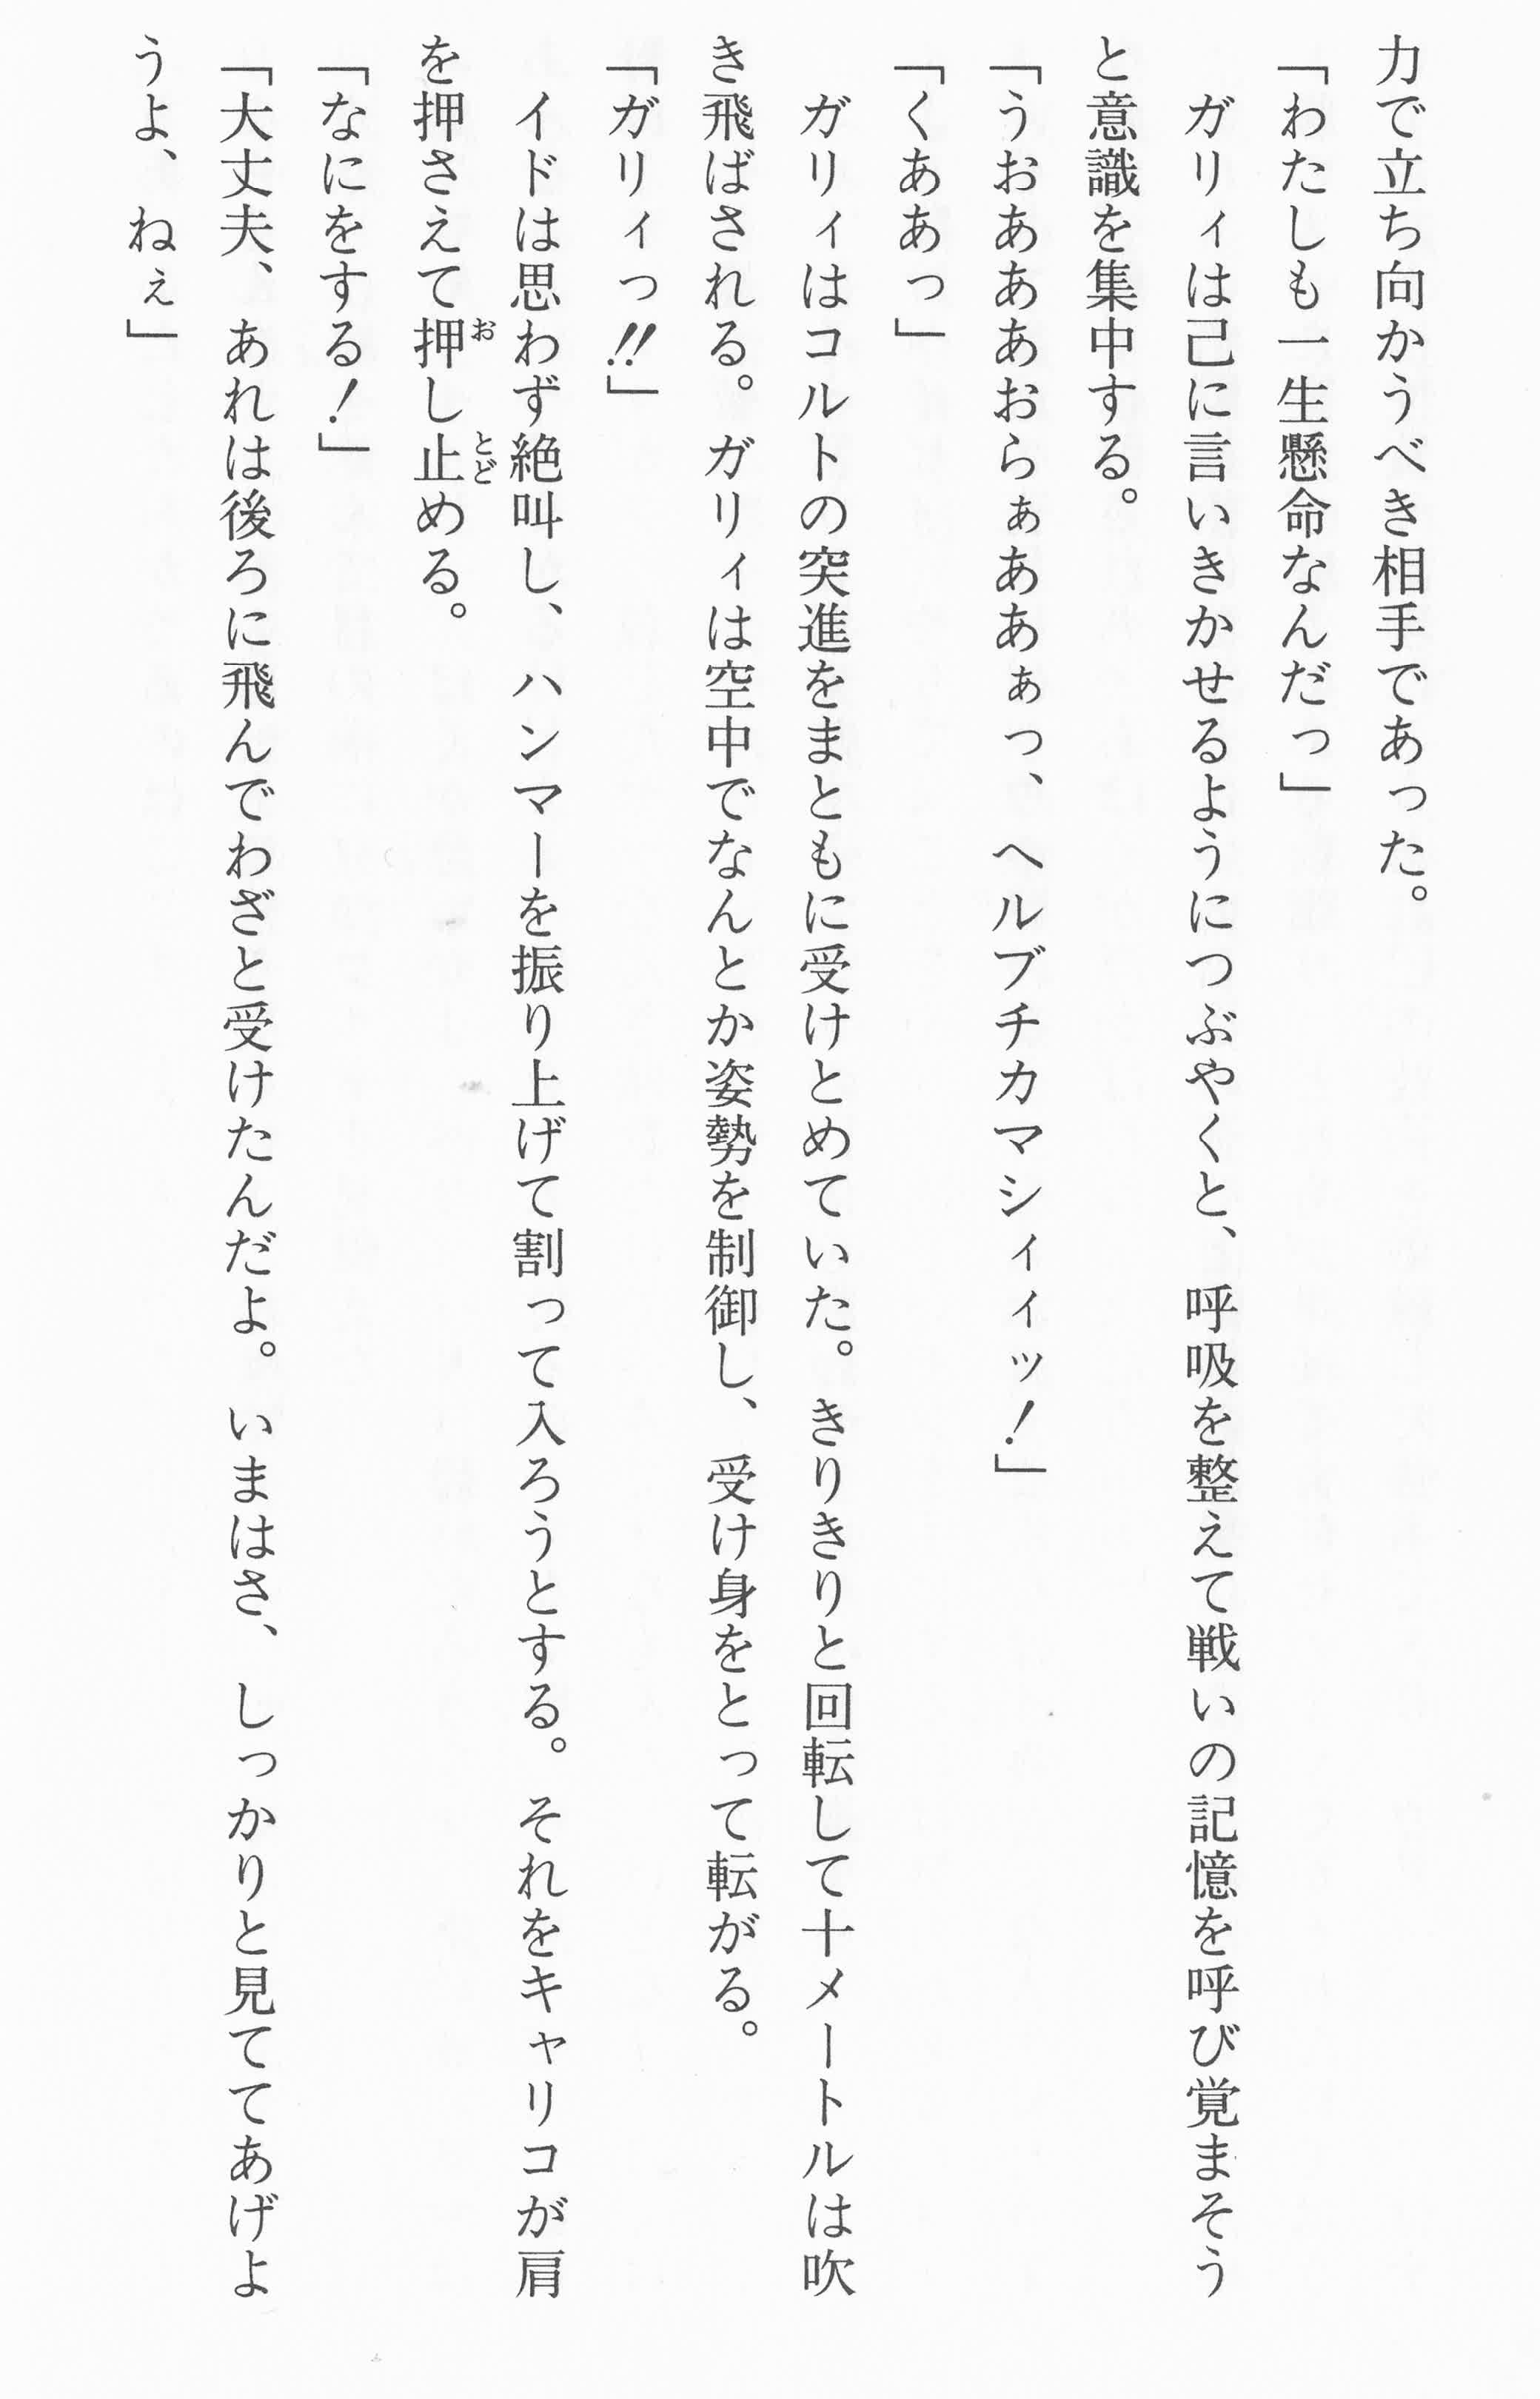 力で立ち向かうべき相手であった。
「わたしも一生懸命なんだっ」
　ガリィは己に言いきかせるようにつぶやくと、呼吸を整えて戦いの記憶を呼び覚まそう
と意識を集中する。
「うおああああおらぁああぁっ、ヘルブチカマシィィッ！」
「くああっ」
　ガリィはコルトの突進をまともに受けとめていた。きりきりと回転して十メートルは吹
き飛ばされる。ガリィは空中でなんとか姿勢を制御し、受け身をとって転がる。
「ガリィっ!!」
　イドは思わず絶叫し、ハンマーを振り上げて割って入ろうとする。それをキャリコが肩
を押さえて押し止める。
おとど
「なにをする！」
「大丈夫、あれは後ろに飛んでわざと受けたんだよ。いまはさ、しっかりと見ててあげよ
うよ、ねぇ」